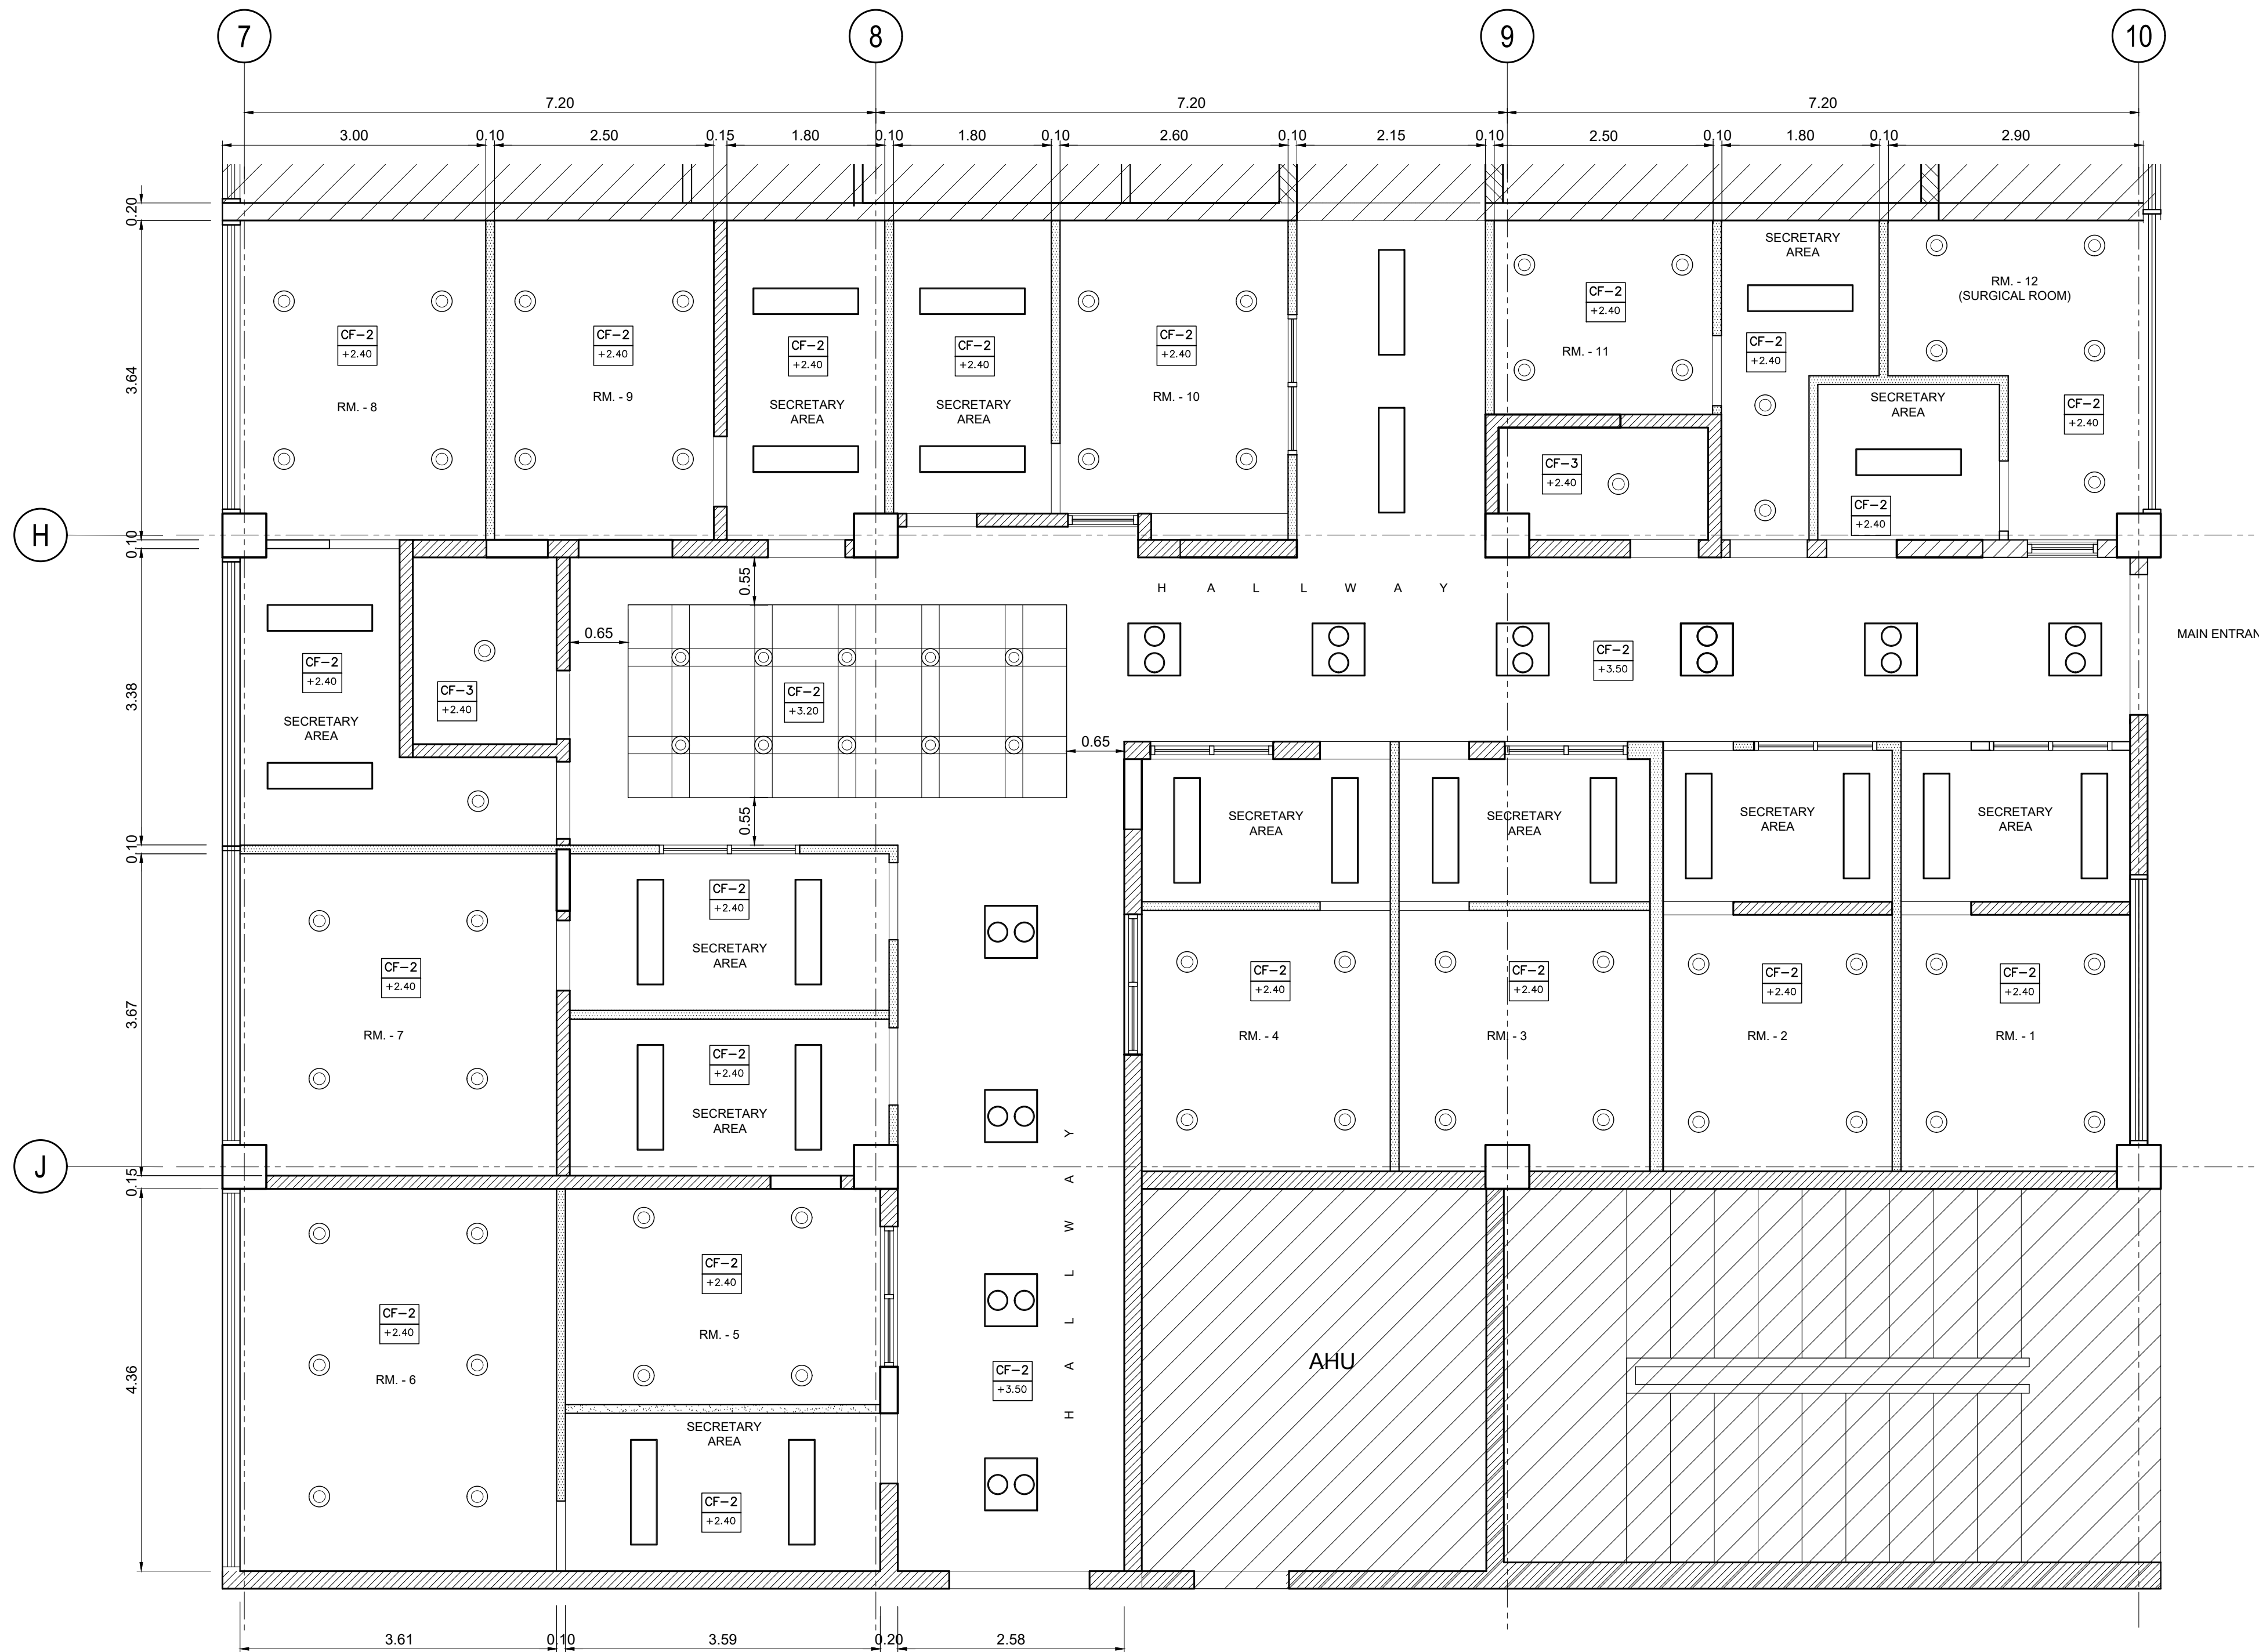 7 8 9 10
7.20 7.20 7.20
3.00 0.10 2.50 0.15 1.80 0.10 1.80 0.10 2.60 0.10 2.15 0.10 2.50 0.10 1.80 0.10 2.90
0.20
3.64
CF-2
+2.40
RM. - 8
CF-2
+2.40
RM. - 9
CF-2
+2.40
SECRETARY
AREA
CF-2
+2.40
SECRETARY
AREA
CF-2
+2.40
RM. - 10
CF-2
+2.40
RM. - 11
CF-3
+2.40
SECRETARY
AREA
CF-2
+2.40
RM. - 12
(SURGICAL ROOM)
SECRETARY
AREA
CF-2
+2.40
CF-2
+2.40
H
0.10
3.38
CF-2
+2.40
SECRETARY
AREA
CF-3
+2.40
0.55
0.65
CF-2
+3.20
0.65
0.55
HALLWAY
CF-2
+3.50
MAIN ENTRAN
0.10
3.67
CF-2
+2.40
RM. - 7
CF-2
+2.40
SECRETARY
AREA
CF-2
+2.40
SECRETARY
AREA
SECRETARY
AREA
SECRETARY
AREA
SECRETARY
AREA
SECRETARY
AREA
CF-2
+2.40
RM. - 4
CF-2
+2.40
RM. - 3
CF-2
+2.40
RM. - 2
CF-2
+2.40
RM. - 1
J
0.15
4.36
CF-2
+2.40
RM. - 6
CF-2
+2.40
RM. - 5
SECRETARY
AREA
CF-2
+2.40
HALLWAY
CF-2
+3.50
AHU
3.61 0.10 3.59 0.20 2.58